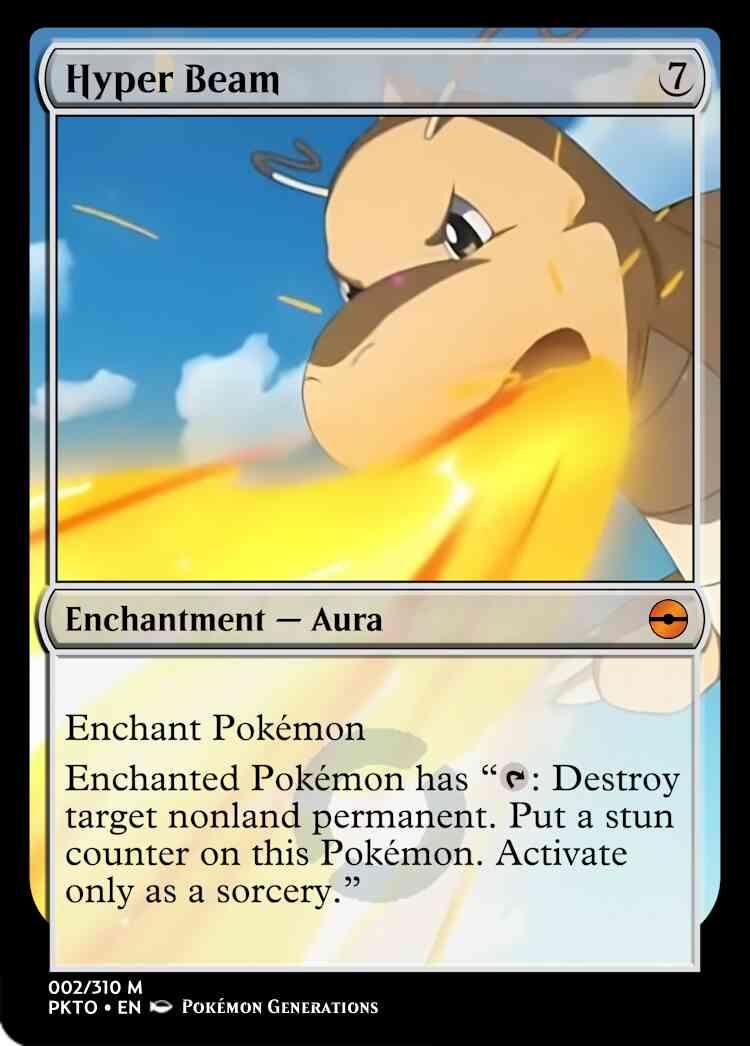 Hyper Beam 7
Enchantment — Aura
Enchant Pokémon
Enchanted Pokémon has “: Destroy
target nonland permanent. Put a stun
counter on this Pokémon. Activate
only as a sorcery.”
002/310 M
PKTO • EN Pokémon Generations